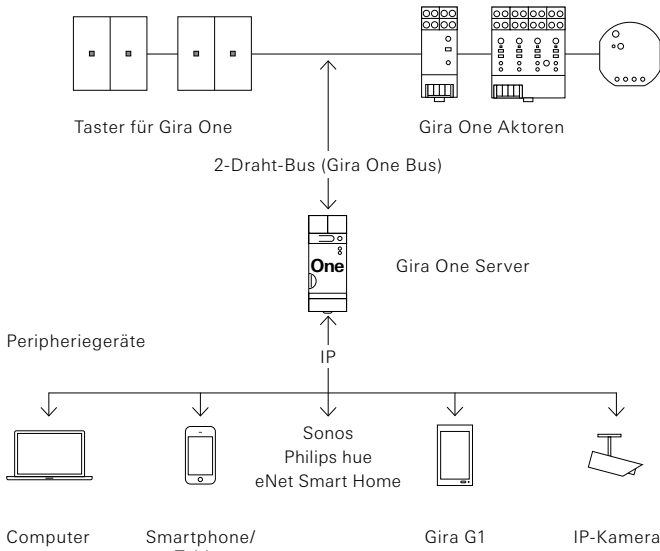 Taster für Gira One
Gira One Aktoren
2-Draht-Bus (Gira One Bus)
One
Gira One Server
Peripheriegeräte
IP
Sonos
Philips hue
eNet Smart Home
Computer
Smartphone/
Gira G1
IP-Kamera